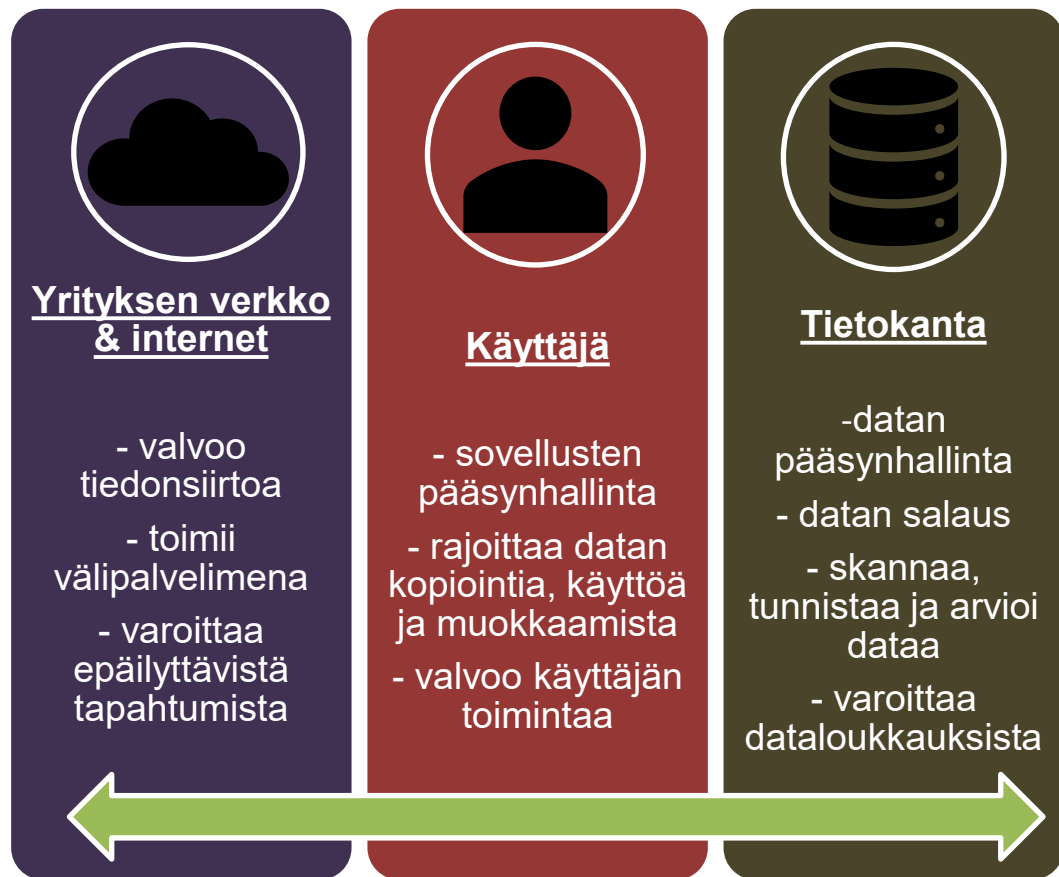 Yrityksen verkko
& internet
- valvoo
tiedonsiirtoa
- toimii
välipalvelimena
- varoittaa
epäilyttävistä
tapahtumista
Käyttäjä
- sovellusten
pääsynhallinta
- rajoittaa datan
kopiointia, käyttöä
ja muokkaamista
- valvoo käyttäjän
toimintaa
Tietokanta
-datan
pääsynhallinta
- datan salaus
- skannaa,
tunnistaa ja arvioi
dataa
- varoittaa
dataloukkauksista